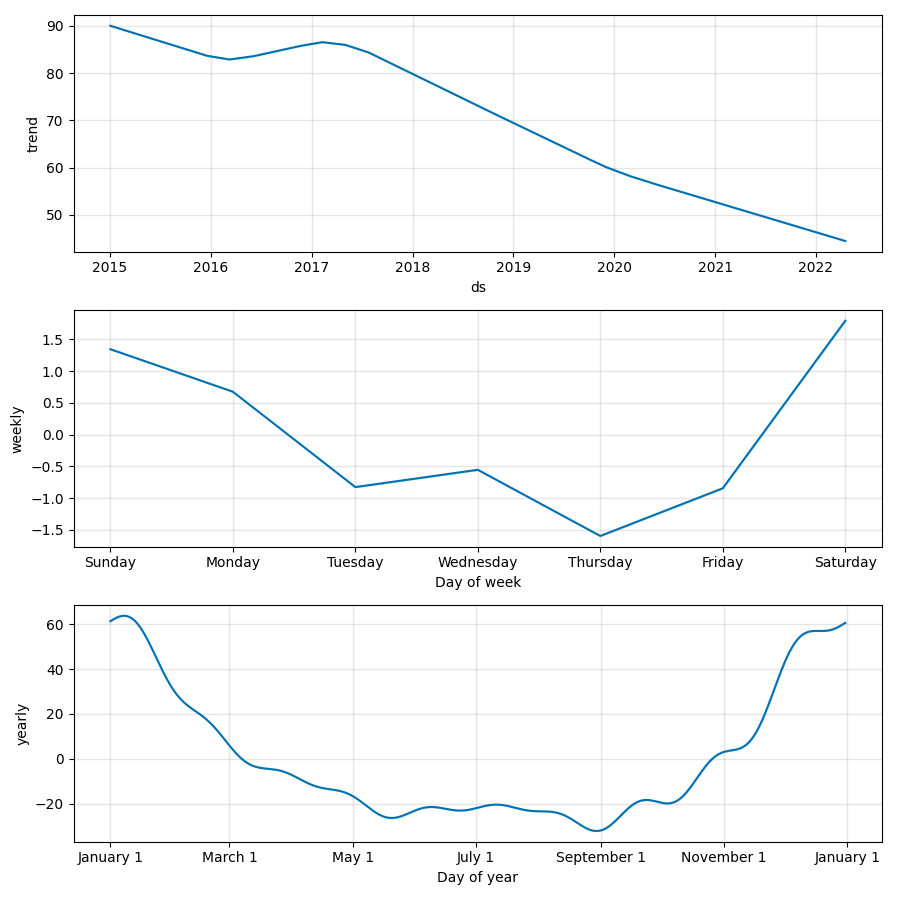 90
80
70
60
50
trend
2015 2016 2017 2018 2019 2020 2021 2022
ds
1.5
1.0
0.5
0.0
−0.5
−1.0
−1.5
weekly
Sunday Monday Tuesday Wednesday Thursday Friday Saturday
Day of week
60
40
20
0
−20
yearly
January 1 March 1 May 1 July 1 September 1 November 1 January 1
Day of year